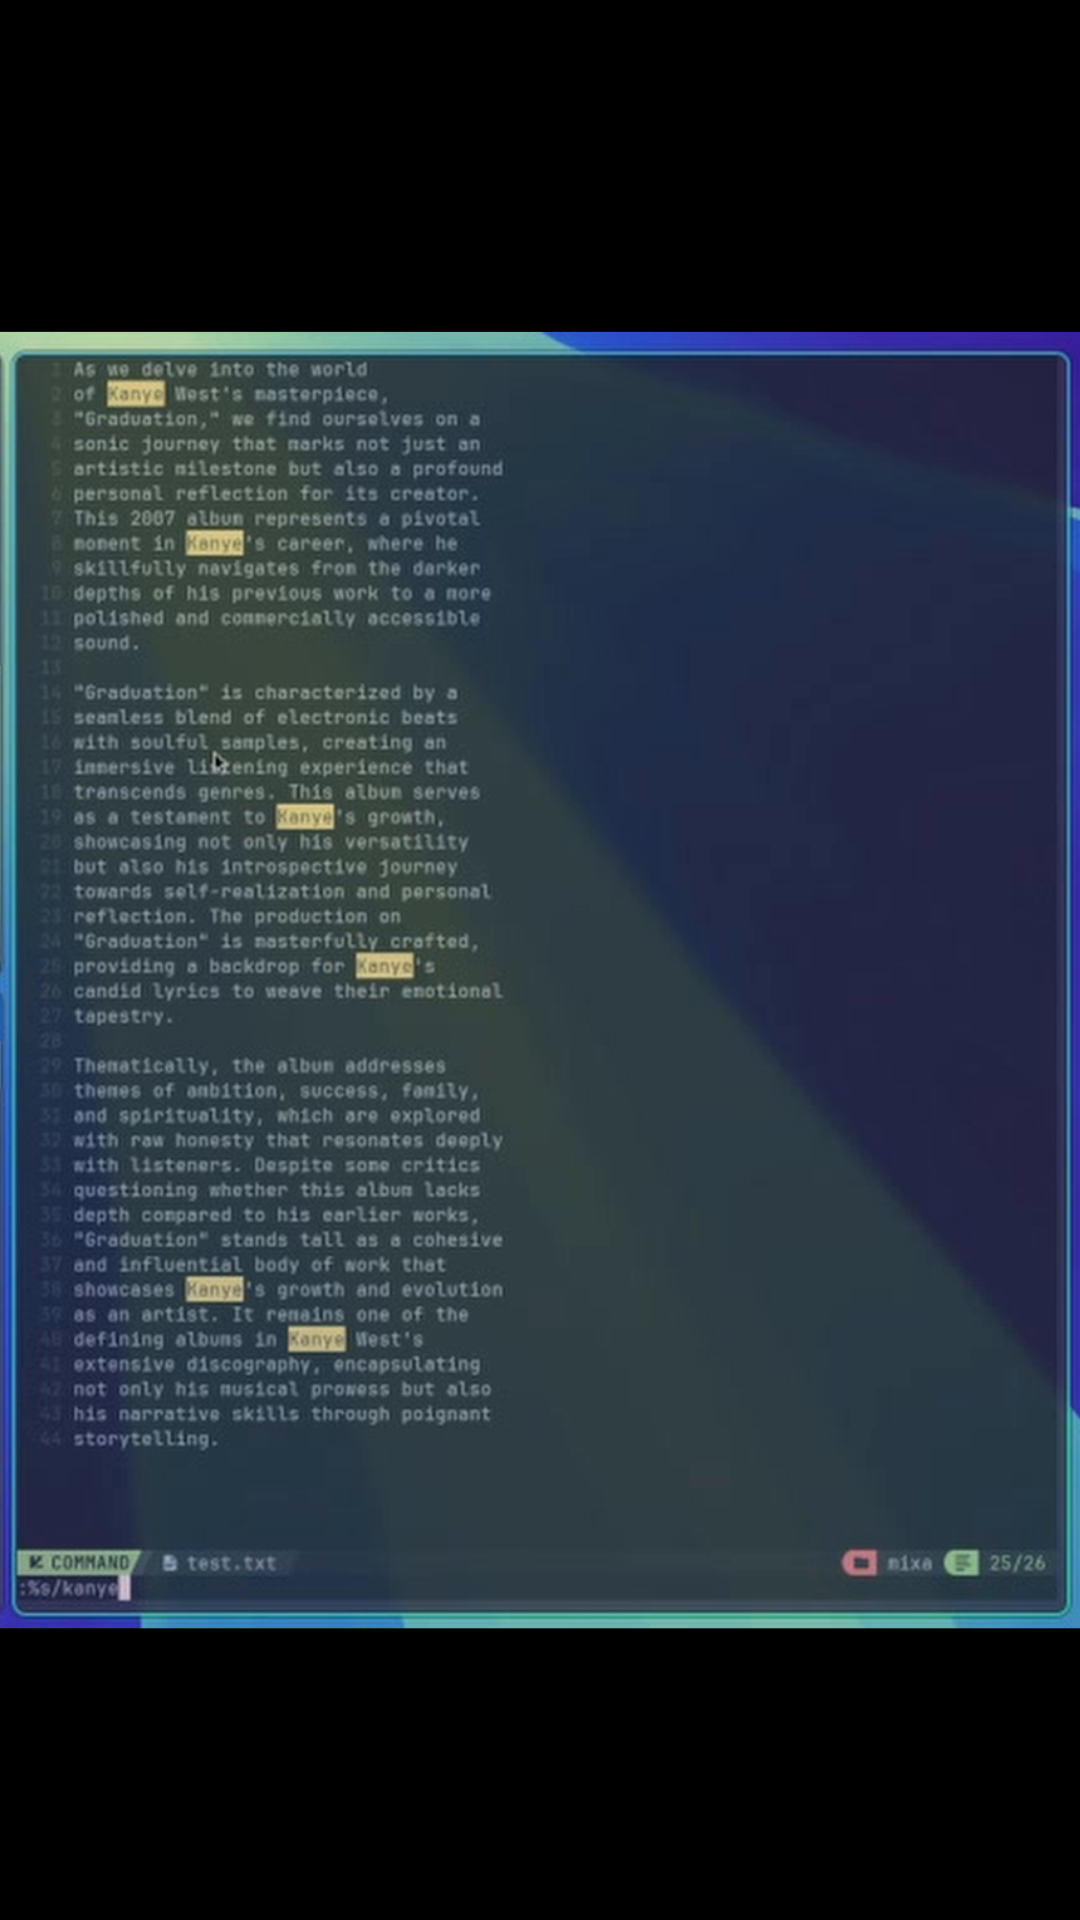 1 As we delve into the world
2 of Kanye West's masterpiece,
3 "Graduation," we find ourselves on a
4 sonic journey that marks not just an
5 artistic milestone but also a profound
6 personal reflection for its creator.
7 This 2007 album represents a pivotal
8 moment in Kanye's career, where he
9 skillfully navigates from the darker
10 depths of his previous work to a more
11 polished and commercially accessible
12 sound.
13
14 "Graduation" is characterized by a
15 seamless blend of electronic beats
16 with soulful samples, creating an
17 immersive listening experience that
18 transcends genres. This album serves
19 as a testament to Kanye's growth,
20 showcasing not only his versatility
21 but also his introspective journey
22 towards self-realization and personal
23 reflection. The production on
24 "Graduation" is masterfully crafted,
25 providing a backdrop for Kanye's
26 candid lyrics to weave their emotional
27 tapestry.
28
29 Thematically, the album addresses
30 themes of ambition, success, family,
31 and spirituality, which are explored
32 with raw honesty that resonates deeply
33 with listeners. Despite some critics
34 questioning whether this album lacks
35 depth compared to his earlier works,
36 "Graduation" stands tall as a cohesive
37 and influential body of work that
38 showcases Kanye's growth and evolution
39 as an artist. It remains one of the
40 defining albums in Kanye West's
41 extensive discography, encapsulating
42 not only his musical prowess but also
43 his narrative skills through poignant
44 storytelling.
COMMAND test.txt mixa 25/26
:%s/kanye